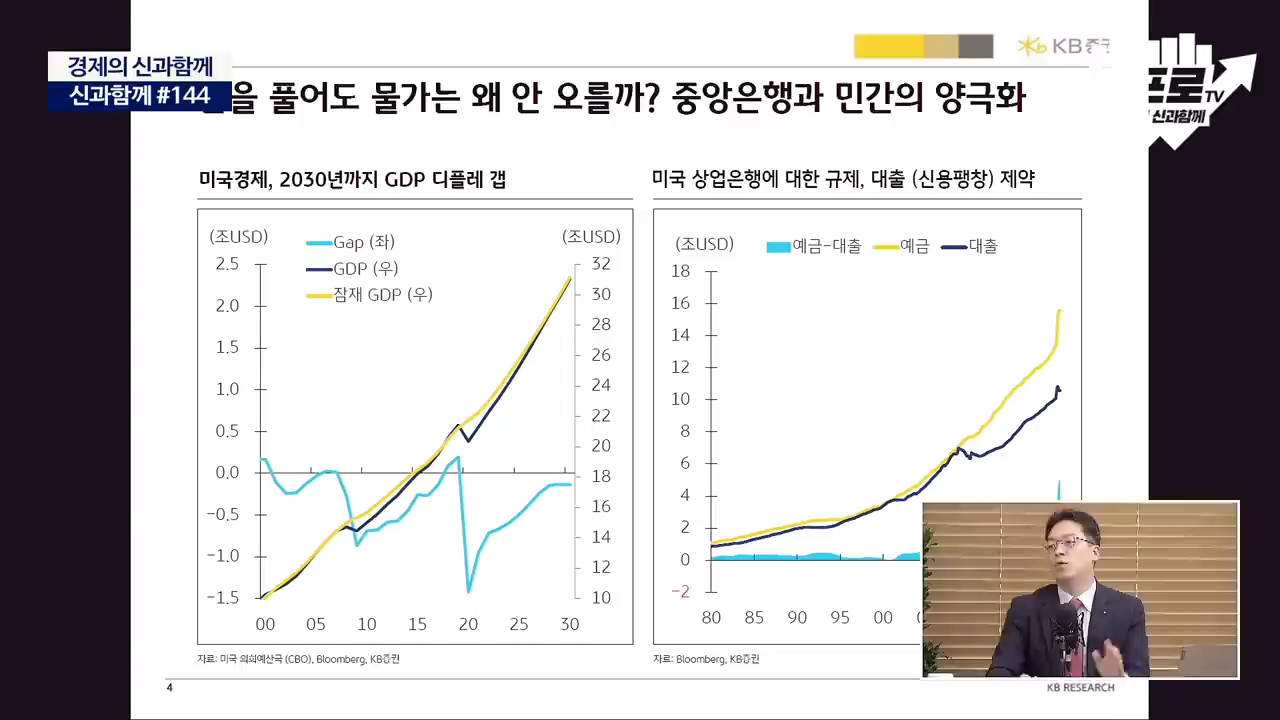 경제의 신과함께
신과함께 #144
KB증권
프로TV
신과함께
을 풀어도 물가는 왜 안 오를까? 중앙은행과 민간의 양극화
미국경제, 2030년까지 GDP 디플레 갭
(조USD)
(조USD)
Gap (좌)
GDP (우)
잠재 GDP (우)
2.5
2.0
1.5
1.0
0.5
0.0
-0.5
-1.0
-1.5
32
30
28
26
24
22
20
18
16
14
12
10
00 05 10 15 20 25 30
자료: 미국 의회예산국 (CBO), Bloomberg, KB증권
미국 상업은행에 대한 규제, 대출 (신용팽창) 제약
(조USD)
예금-대출 예금 대출
18
16
14
12
10
8
6
4
2
0
-2
80 85 90 95 00
자료: Bloomberg, KB증권
4
KB RESEARCH